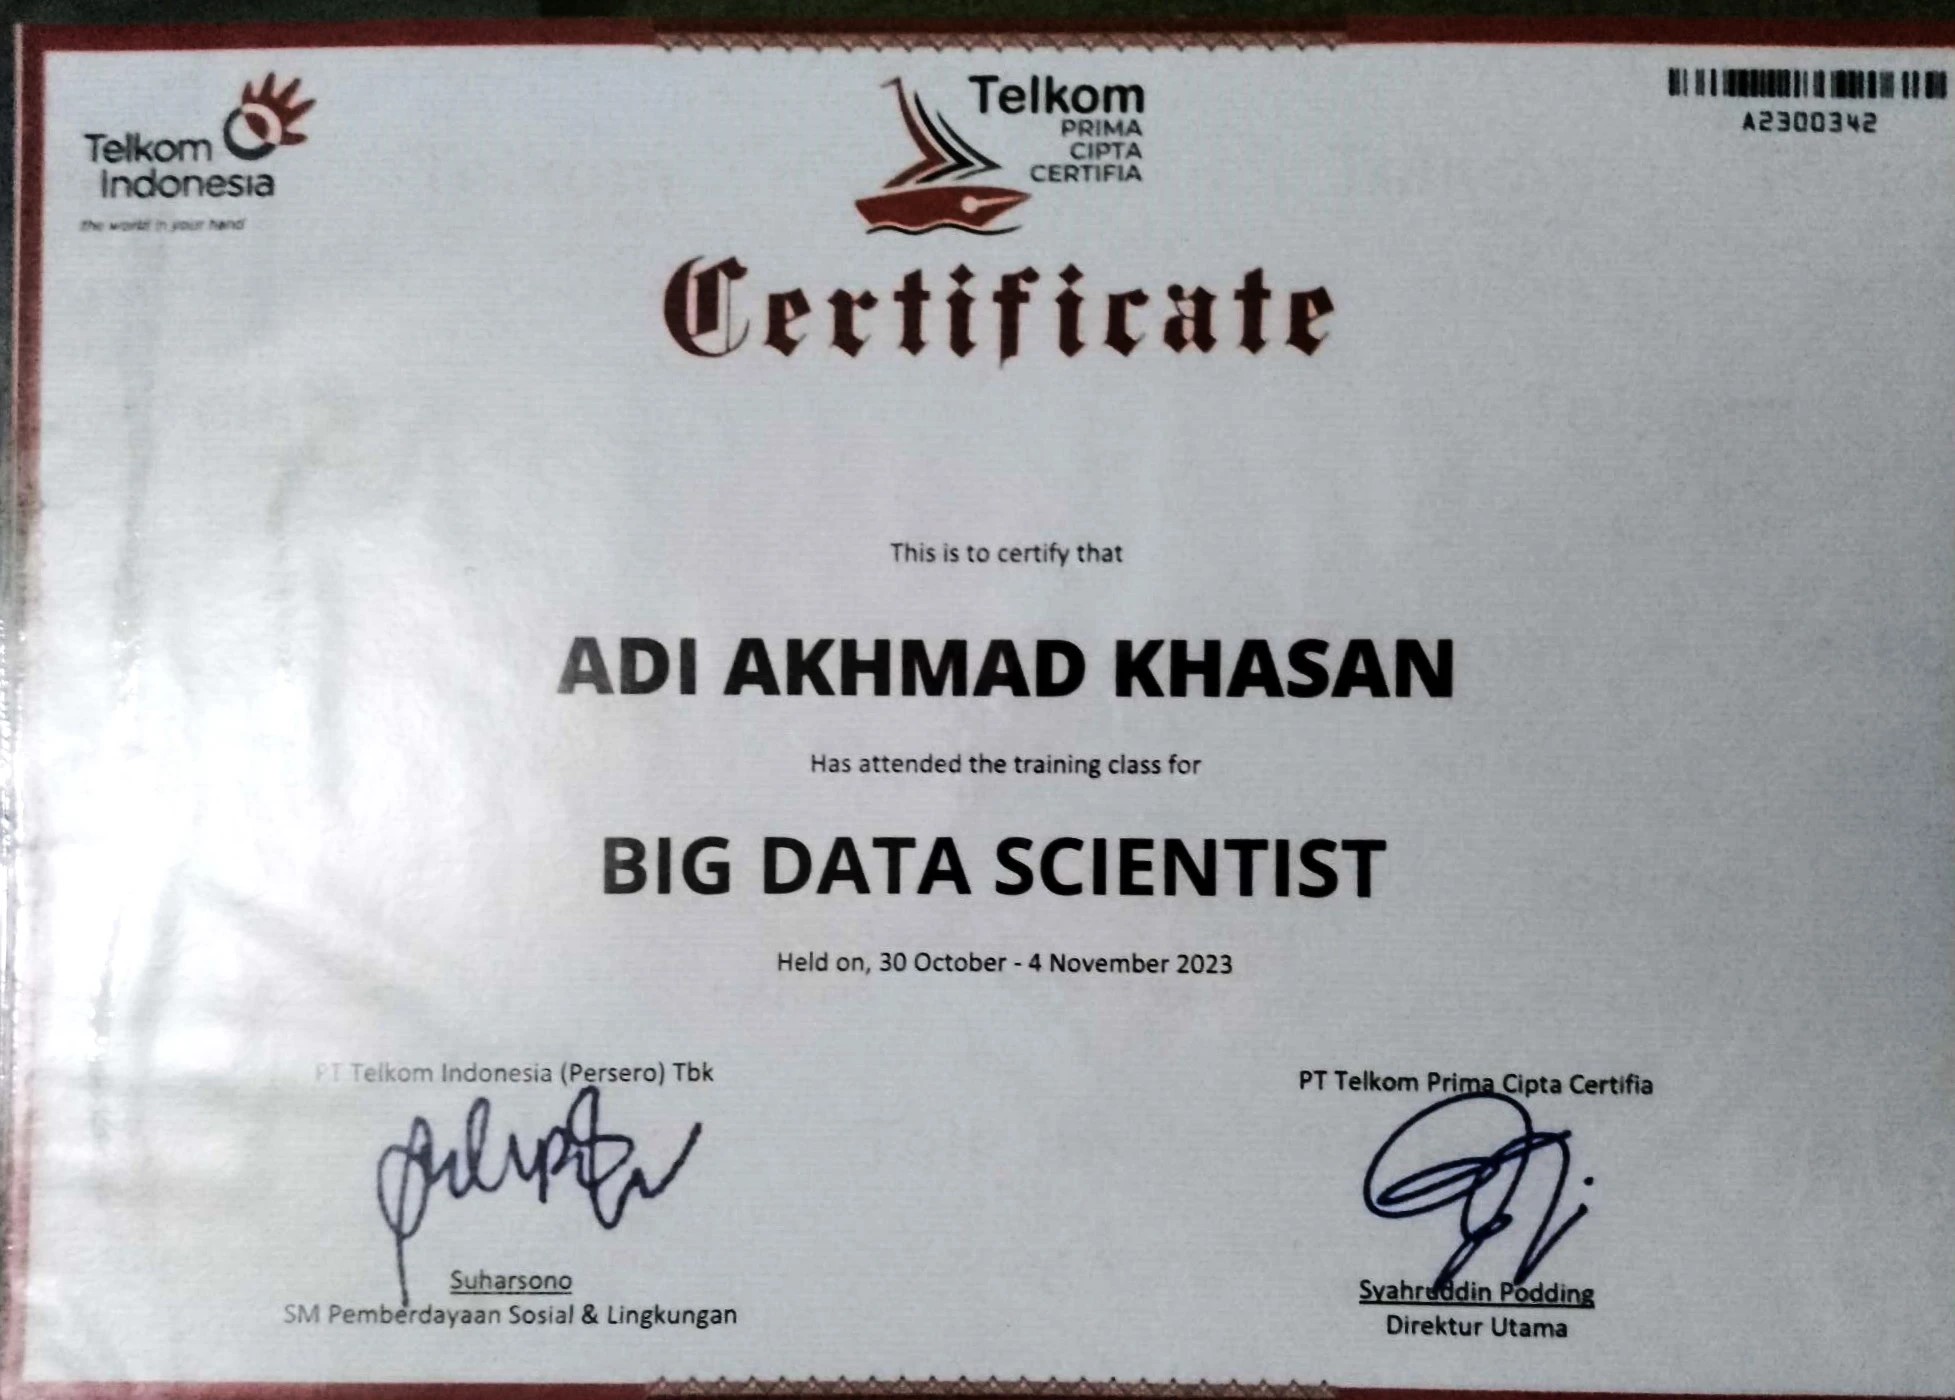 Telkom
Indonesia
the world in your hand
Telkom
PRIMA
CIPTA
CERTIFIA
A2300342
Certificate
This is to certify that
ADI AKHMAD KHASAN
Has attended the training class for
BIG DATA SCIENTIST
Held on, 30 October - 4 November 2023
PT Telkom Indonesia (Persero) Tbk
Suharsono
SM Pemberdayaan Sosial & Lingkungan
PT Telkom Prima Cipta Certifia
Syahruddin Podding
Direktur Utama